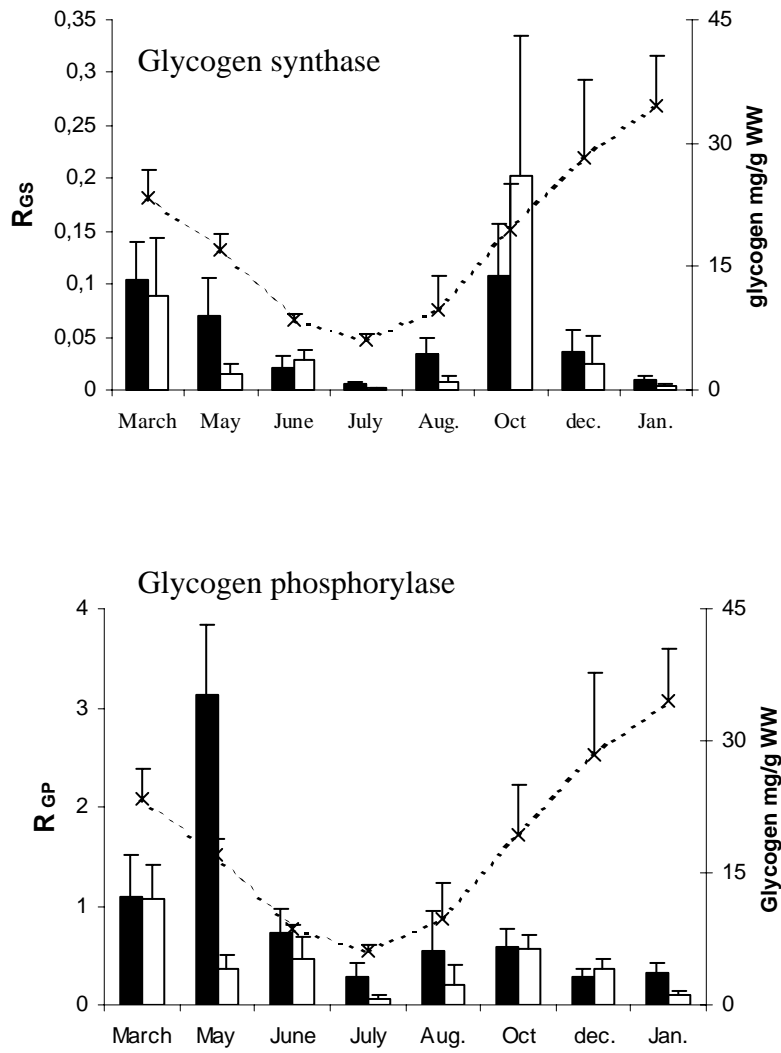 Glycogen synthase
0,35
0,3
0,25
0,2
0,15
0,1
0,05
0
RGS
45
30
15
0
glycogen mg/g WW
March May June July Aug. Oct dec. Jan.
Glycogen phosphorylase
4
3
2
1
0
R GP
45
30
15
0
Glycogen mg/g WW
March May June July Aug. Oct dec. Jan.